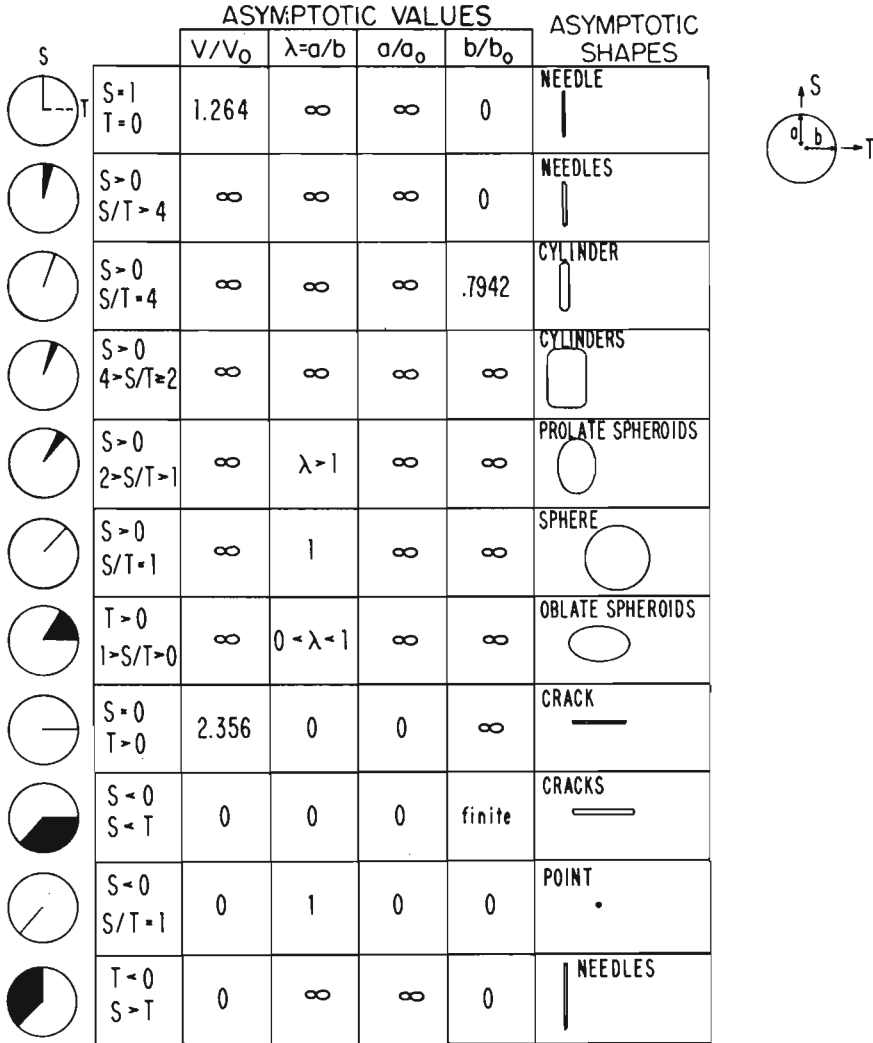 ASYMPTOTIC VALUES
ASYMPTOTIC SHAPES
V/V₀ λ=a/b a/a₀ b/b₀
S
T
S=1
T=0
1.264 ∞ ∞ 0
NEEDLE
S>0
S/T>4
∞ ∞ ∞ 0
NEEDLES
S>0
S/T=4
∞ ∞ ∞ .7942
CYLINDER
S>0
4>S/T≥2
∞ ∞ ∞ ∞
CYLINDERS
S>0
2>S/T>1
∞ λ>1 ∞ ∞
PROLATE SPHEROIDS
S>0
S/T=1
∞ 1 ∞ ∞
SPHERE
T>0
1>S/T>0
∞ 0<λ<1 ∞ ∞
OBLATE SPHEROIDS
S=0
T>0
2.356 0 0 ∞
CRACK
S<0
S<T
0 0 0 finite
CRACKS
S<0
S/T=1
0 1 0 0
POINT
T<0
S>T
0 ∞ ∞ 0
NEEDLES
S
a b T